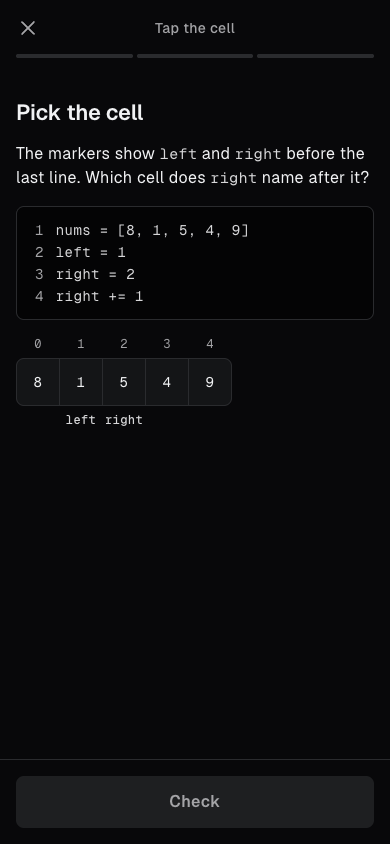 Tap the cell
Pick the cell
The markers show left and right before the
last line. Which cell does right name after it?
1 nums = [8, 1, 5, 4, 9]
2 left = 1
3 right = 2
4 right += 1
0 1 2 3 4
8 1 5 4 9
left right
Check